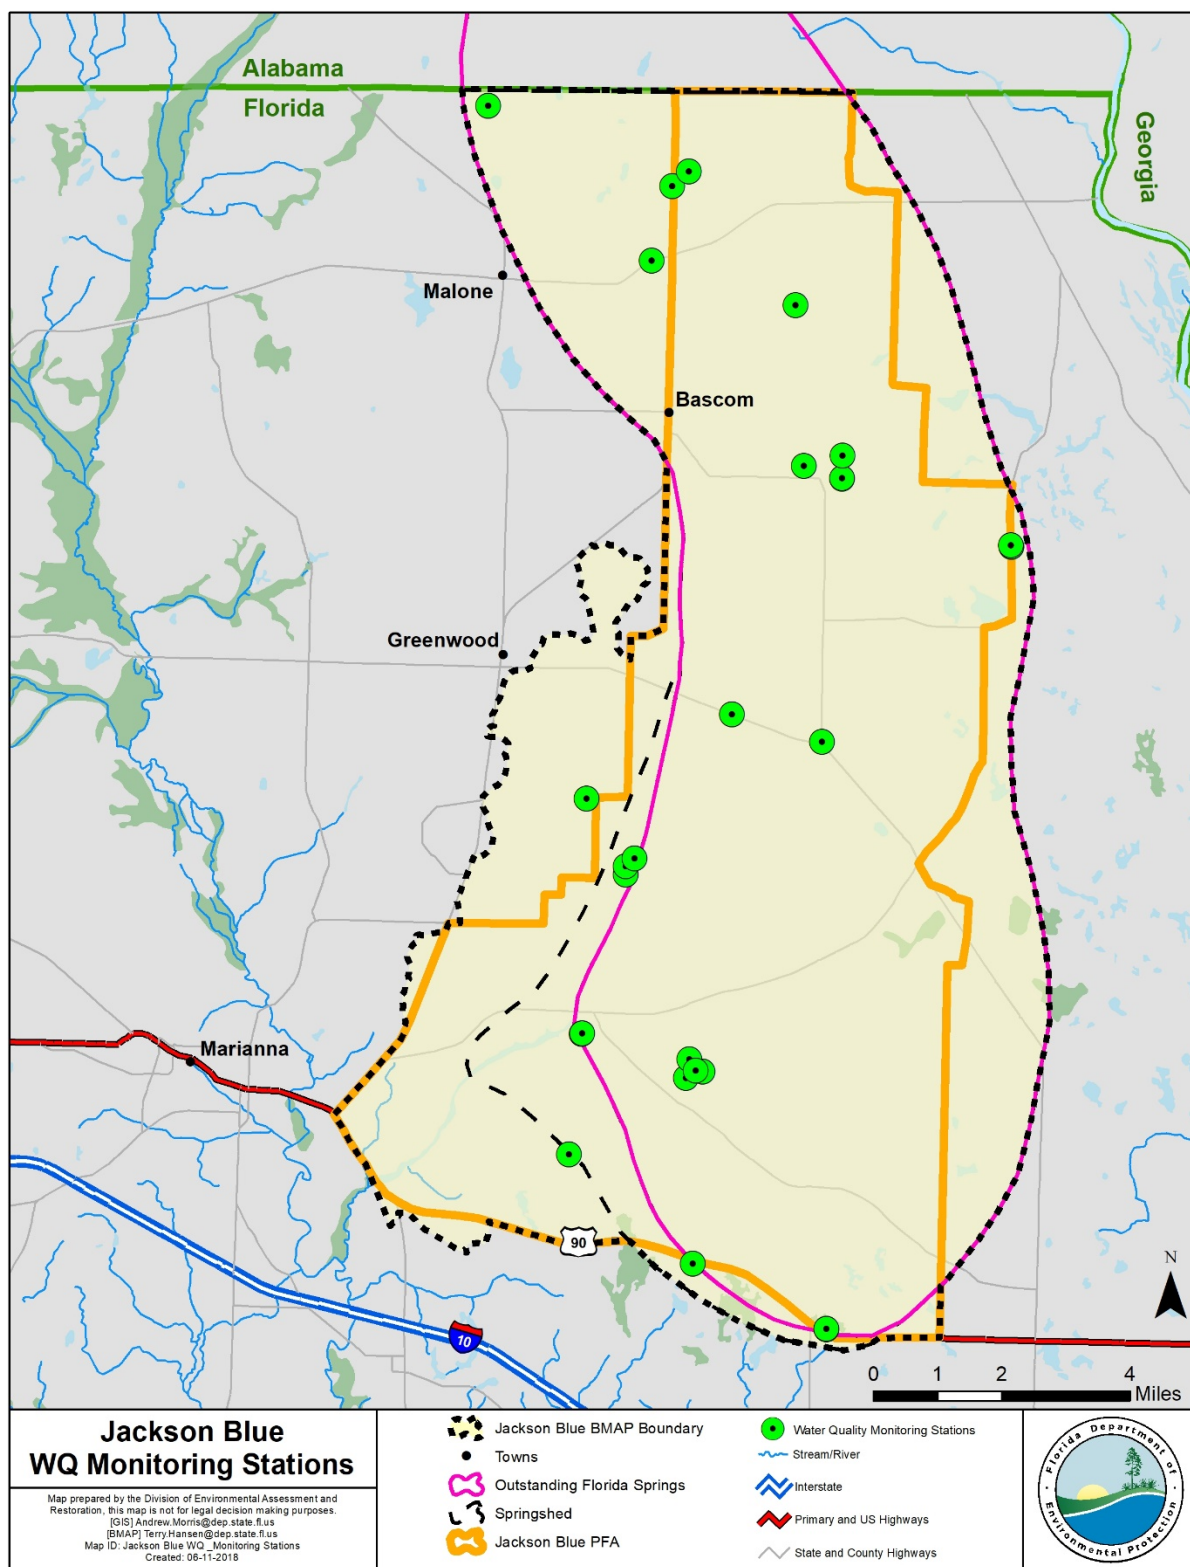 Alabama
Florida
Georgia
Malone
Bascom
Greenwood
Marianna
90
10
N
0 1 2 4
Miles
Jackson Blue
WQ Monitoring Stations
Map prepared by the Division of Environmental Assessment and
Restoration, this map is not for legal decision making purposes.
[GIS] Andrew.Morris@dep.state.fl.us
[BMAP] Terry.Hansen@dep.state.fl.us
Map ID: Jackson Blue WQ_Monitoring Stations
Created: 06-11-2018
Jackson Blue BMAP Boundary
Towns
Outstanding Florida Springs
Springshed
Jackson Blue PFA
Water Quality Monitoring Stations
Stream/River
Interstate
Primary and US Highways
State and County Highways
Florida Department of
Environmental Protection